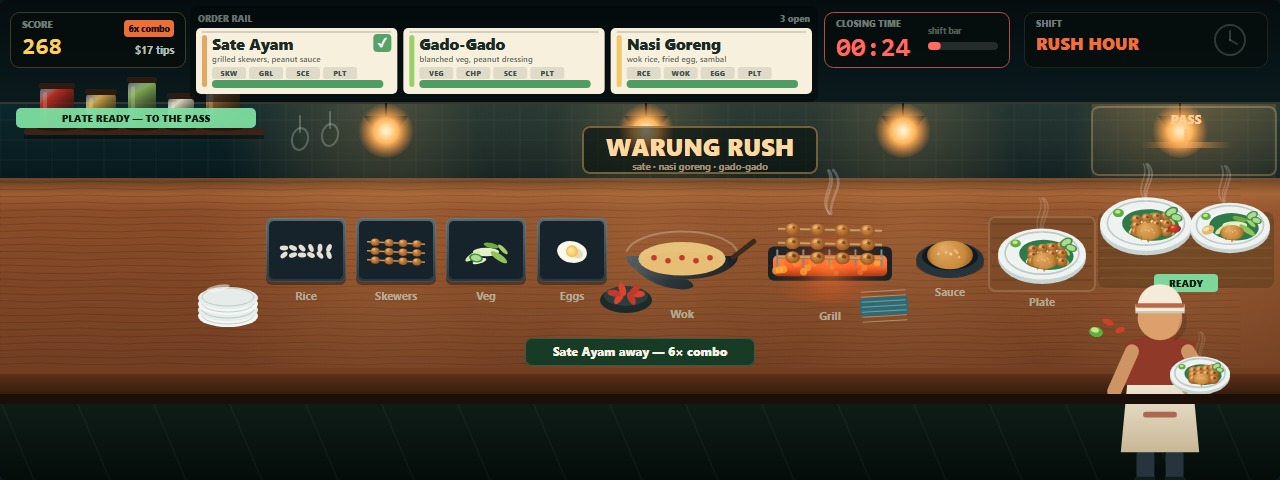 SCORE
268
6x combo
$17 tips
ORDER RAIL
3 open
Sate Ayam
grilled skewers, peanut sauce
SKW GRL SCE PLT
Gado-Gado
blanched veg, peanut dressing
VEG CHP SCE PLT
Nasi Goreng
wok rice, fried egg, sambal
RCE WOK EGG PLT
CLOSING TIME
00:24
shift bar
SHIFT
RUSH HOUR
PLATE READY — TO THE PASS
WARUNG RUSH
sate · nasi goreng · gado-gado
PASS
Rice
Skewers
Veg
Eggs
Wok
Grill
Sauce
Plate
READY
Sate Ayam away — 6× combo